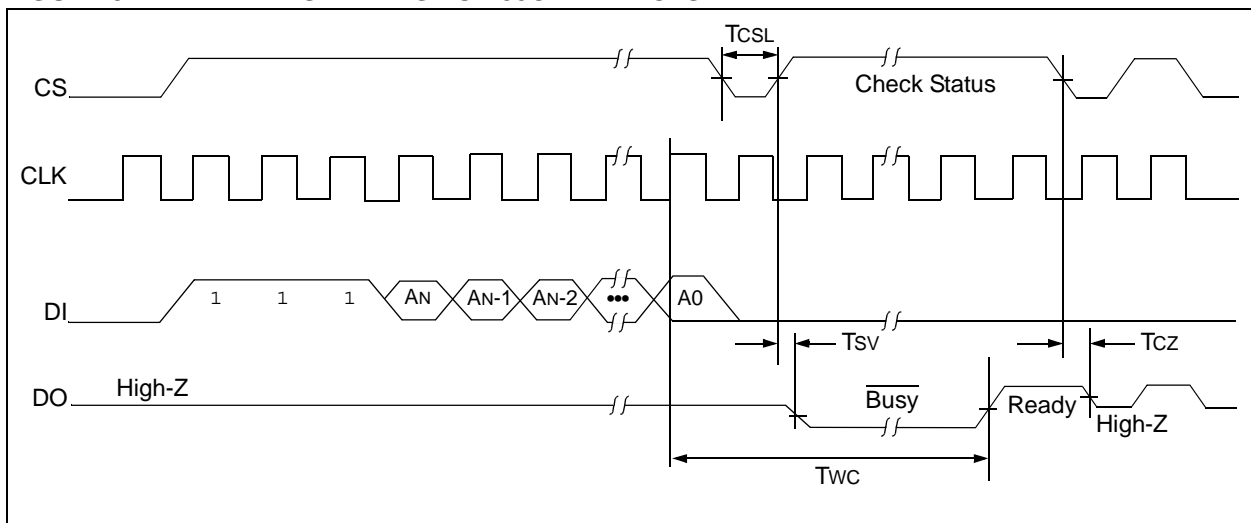 TCSL
CS
Check Status
CLK
DI
1 1 1 AN AN-1 AN-2 ••• A0
TSV
TCZ
DO
High-Z
Busy
Ready
High-Z
TWC